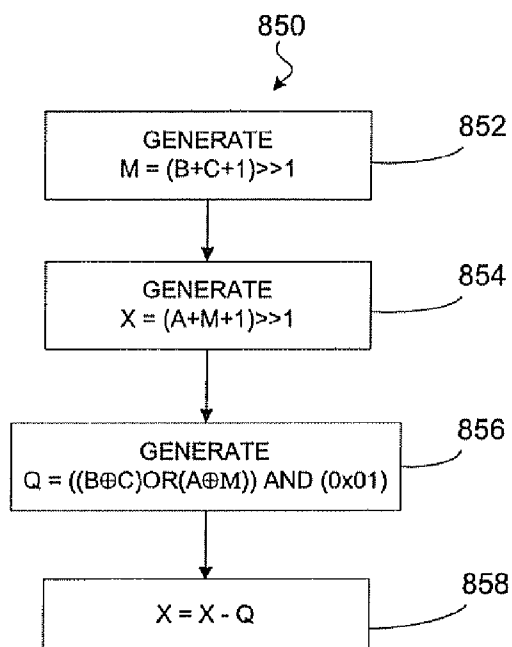 850
GENERATE
M = (B+C+1)>>1
852
GENERATE
X = (A+M+1)>>1
854
GENERATE
Q = ((B⊕C)OR(A⊕M)) AND (0x01)
856
X = X - Q
858